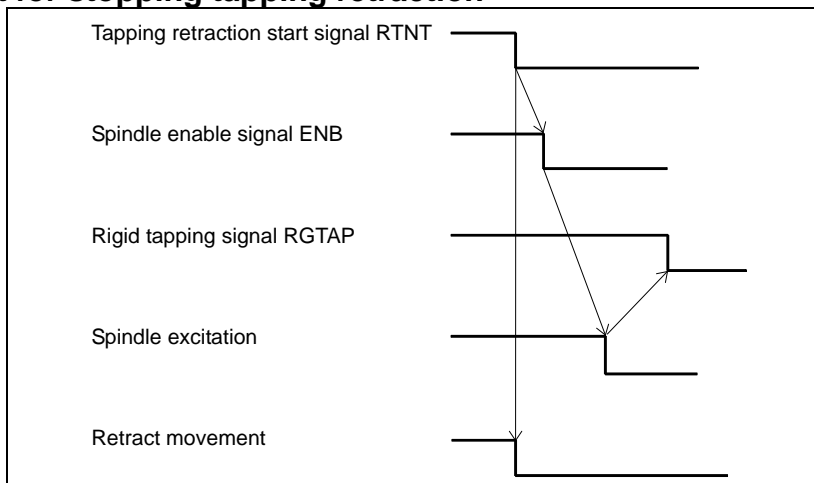 for stopping tapping retraction
Tapping retraction start signal RTNT
Spindle enable signal ENB
Rigid tapping signal RGTAP
Spindle excitation
Retract movement